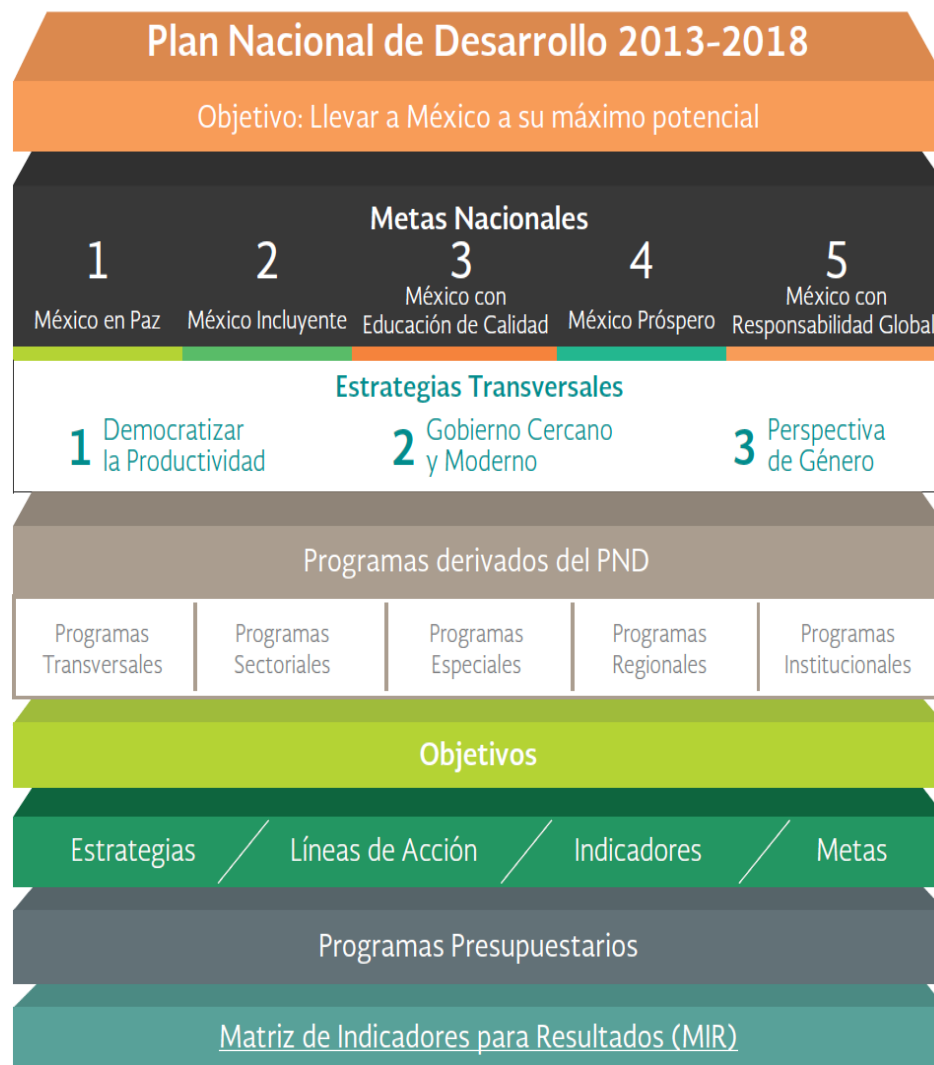 Plan Nacional de Desarrollo 2013-2018
Objetivo: Llevar a México a su máximo potencial
Metas Nacionales
1
México en Paz
2
México Incluyente
3
México con
Educación de Calidad
4
México Próspero
5
México con
Responsabilidad Global
Estrategias Transversales
1 Democratizar
la Productividad
2 Gobierno Cercano
y Moderno
3 Perspectiva
de Género
Programas derivados del PND
Programas
Transversales
Programas
Sectoriales
Programas
Especiales
Programas
Regionales
Programas
Institucionales
Objetivos
Estrategias
Líneas de Acción
Indicadores
Metas
Programas Presupuestarios
Matriz de Indicadores para Resultados (MIR)